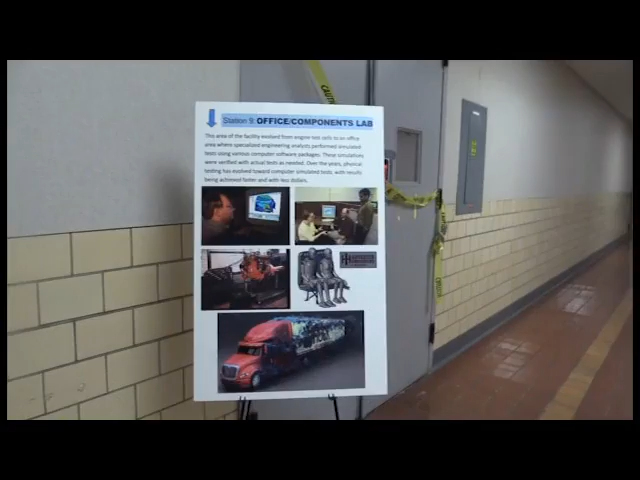 CAUTI
Station 9: OFFICE/COMPONENTS LAB
This area of the facility evolved from engine test cells to an office
area where specialized engineering analysts performed simulated
tests using various computer software packages. These simulations
were verified with actual tests as needed. Over the years, physical
testing has evolved toward computer simulated tests, with results
being achieved faster and with less dollars.